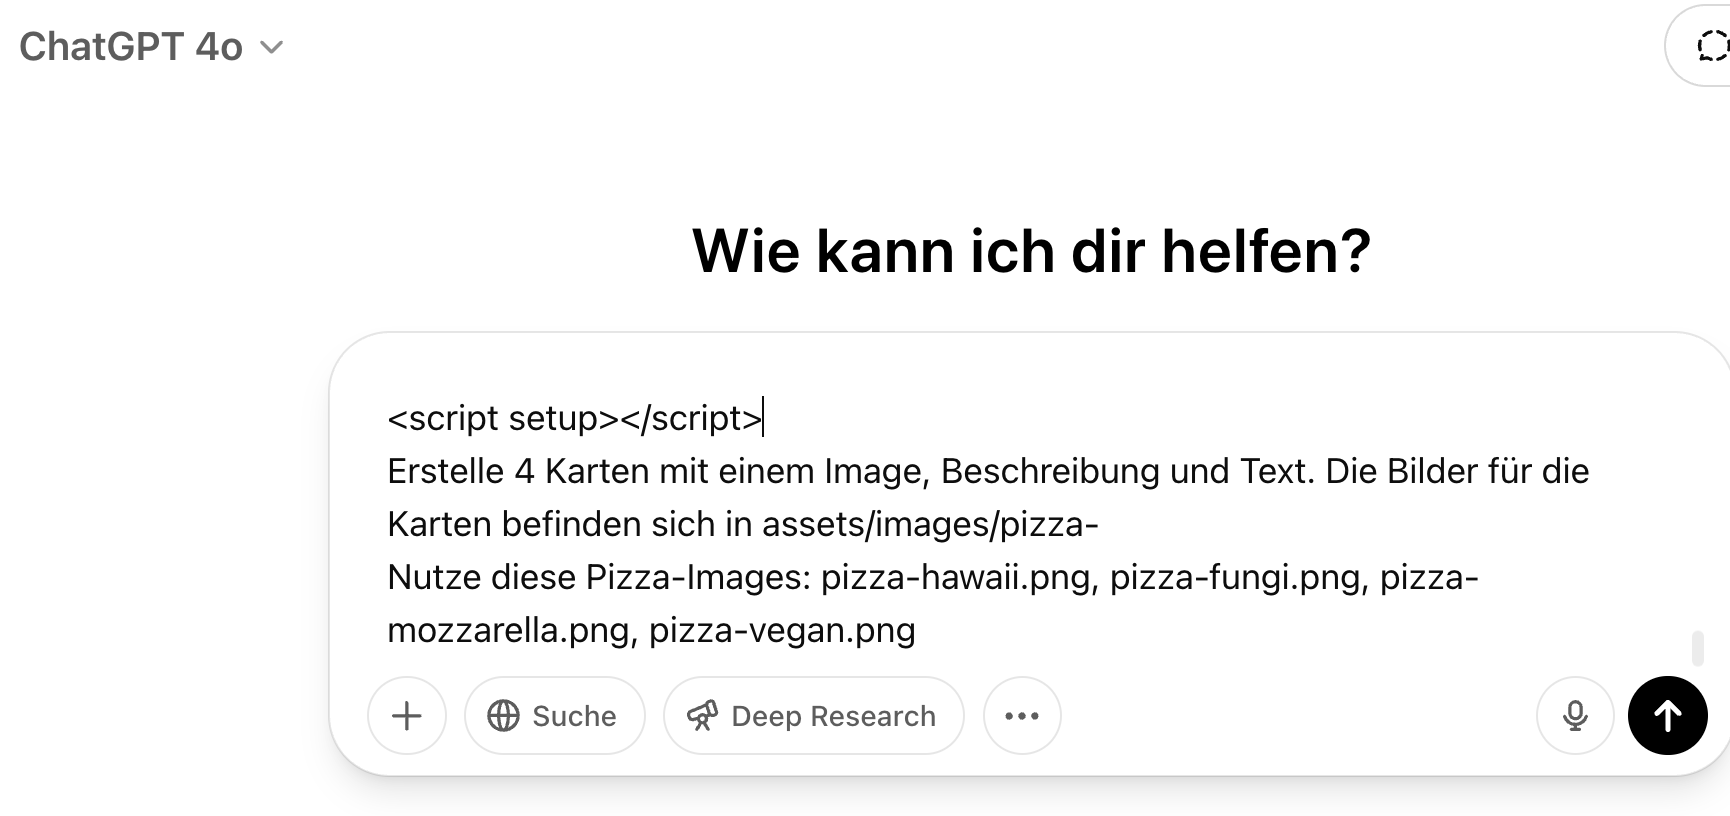 ChatGPT 4o
Wie kann ich dir helfen?
<script setup></script>
Erstelle 4 Karten mit einem Image, Beschreibung und Text. Die Bilder für die
Karten befinden sich in assets/images/pizza-
Nutze diese Pizza-Images: pizza-hawaii.png, pizza-fungi.png, pizza-
mozzarella.png, pizza-vegan.png
Suche Deep Research